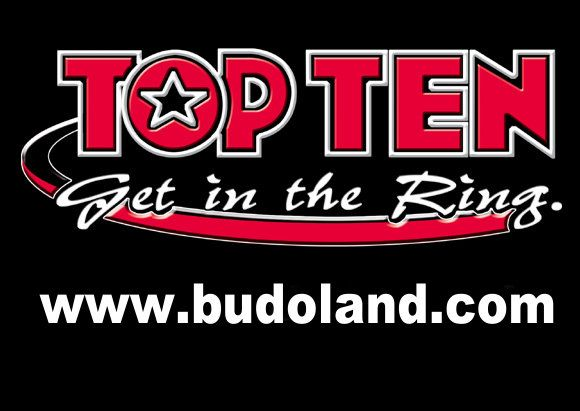 TOP TEN
Get in the Ring.
www.budoland.com